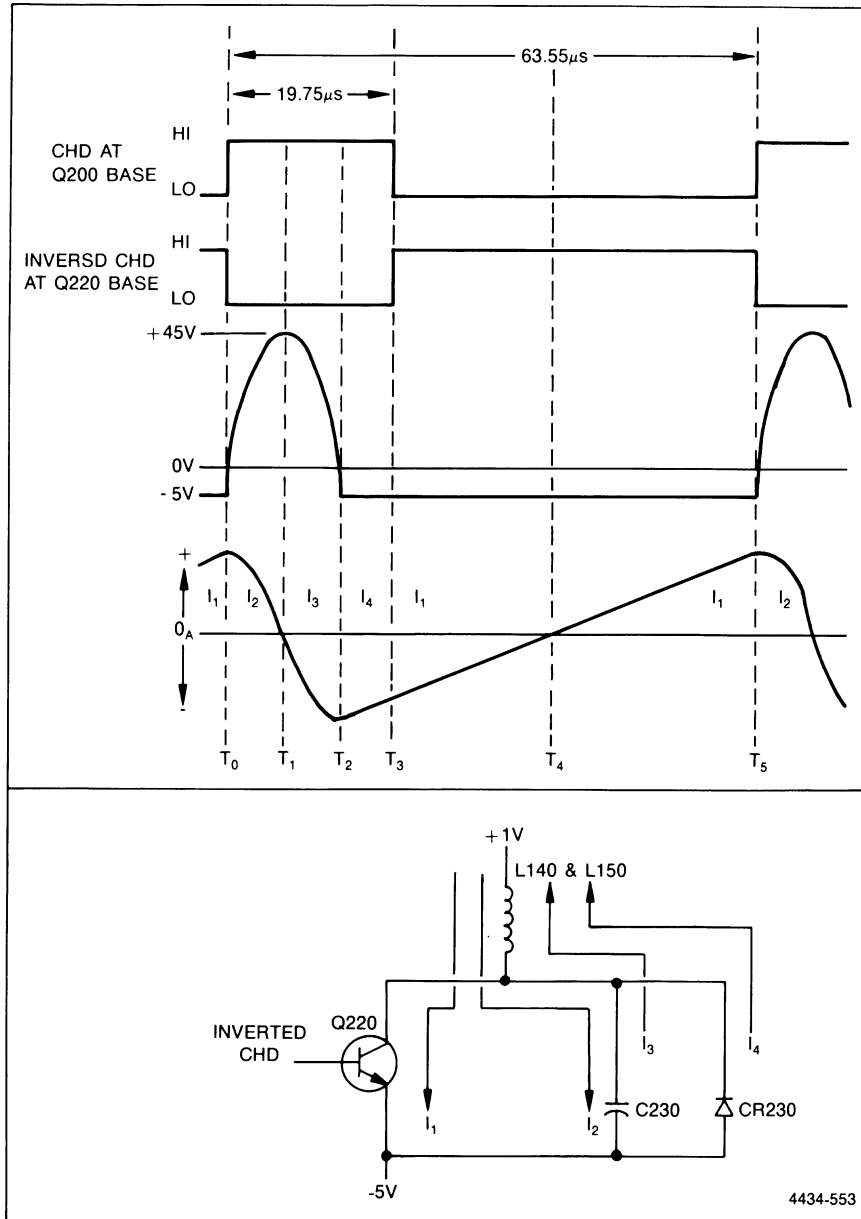 63.55μs
19.75μs
CHD AT
Q200 BASE
HI
LO
INVERSD CHD
AT Q220 BASE
HI
LO
+45V
0V
-5V
+
0A
-
I1 I2 I3 I4 I1 I1 I2
T0 T1 T2 T3 T4 T5
+1V
L140 & L150
Q220
INVERTED
CHD
I1
I2
I3
I4
C230
CR230
-5V
4434-553